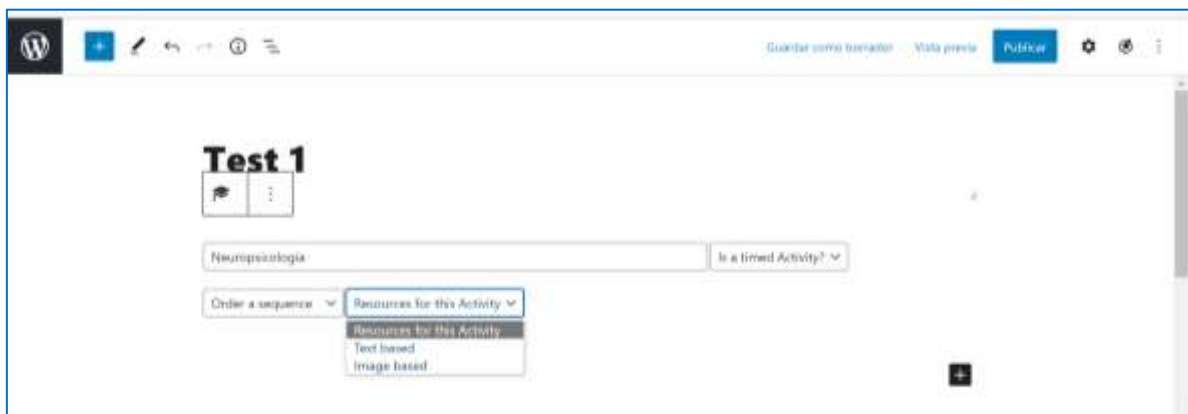 Guardar como borrador Vista previa Publicar
Test 1
Neuropsicología Is a timed Activity?
Order a sequence Resources for this Activity
Resources for this Activity
Text based
Image based